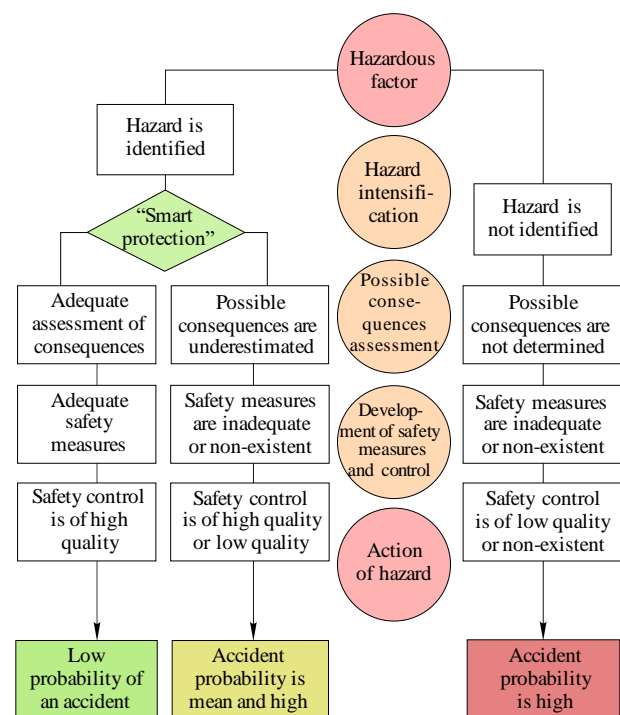 Hazardous
factor
Hazard is
identified
Hazard
intensifi-
cation
Hazard is
not identified
“Smart
protection”
Adequate
assessment of
consequences
Possible
consequences are
underestimated
Possible
conse-
quences
assessment
Possible
consequences are
not determined
Adequate
safety
measures
Safety measures
are inadequate
or non-existent
Develop-
ment of safety
measures
and control
Safety measures
are inadequate
or non-existent
Safety control
is of high
quality
Safety control
is of high quality
or low quality
Action
of hazard
Safety control
is of low quality
or non-existent
Low
probability of
an accident
Accident
probability is
mean and high
Accident
probability
is high